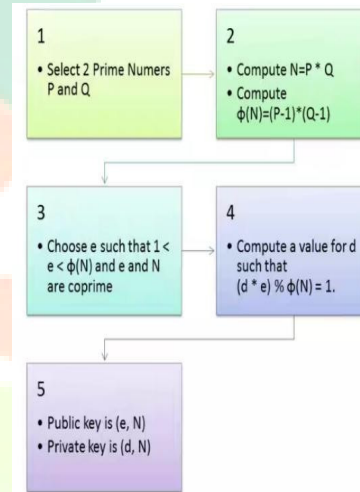 1
• Select 2 Prime Numers
P and Q
2
• Compute N=P * Q
• Compute
ϕ(N)=(P-1)*(Q-1)
3
• Choose e such that 1 <
e < ϕ(N) and e and N
are coprime
4
• Compute a value for d
such that
(d * e) % ϕ(N) = 1.
5
• Public key is (e, N)
• Private key is (d, N)